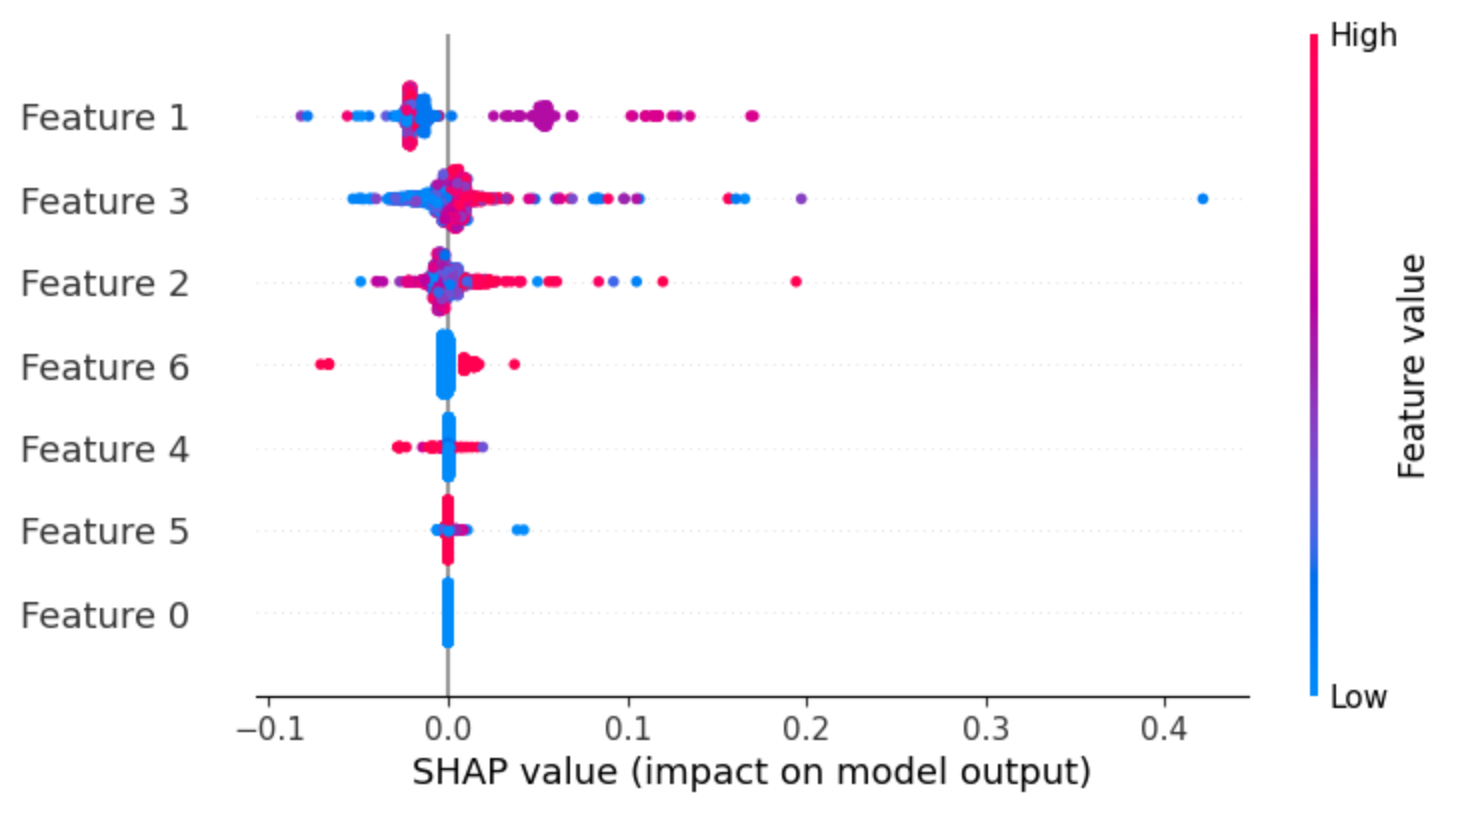 High
Feature 1
Feature 3
Feature 2
Feature 6
Feature 4
Feature 5
Feature 0
Feature value
Low
−0.1 0.0 0.1 0.2 0.3 0.4
SHAP value (impact on model output)